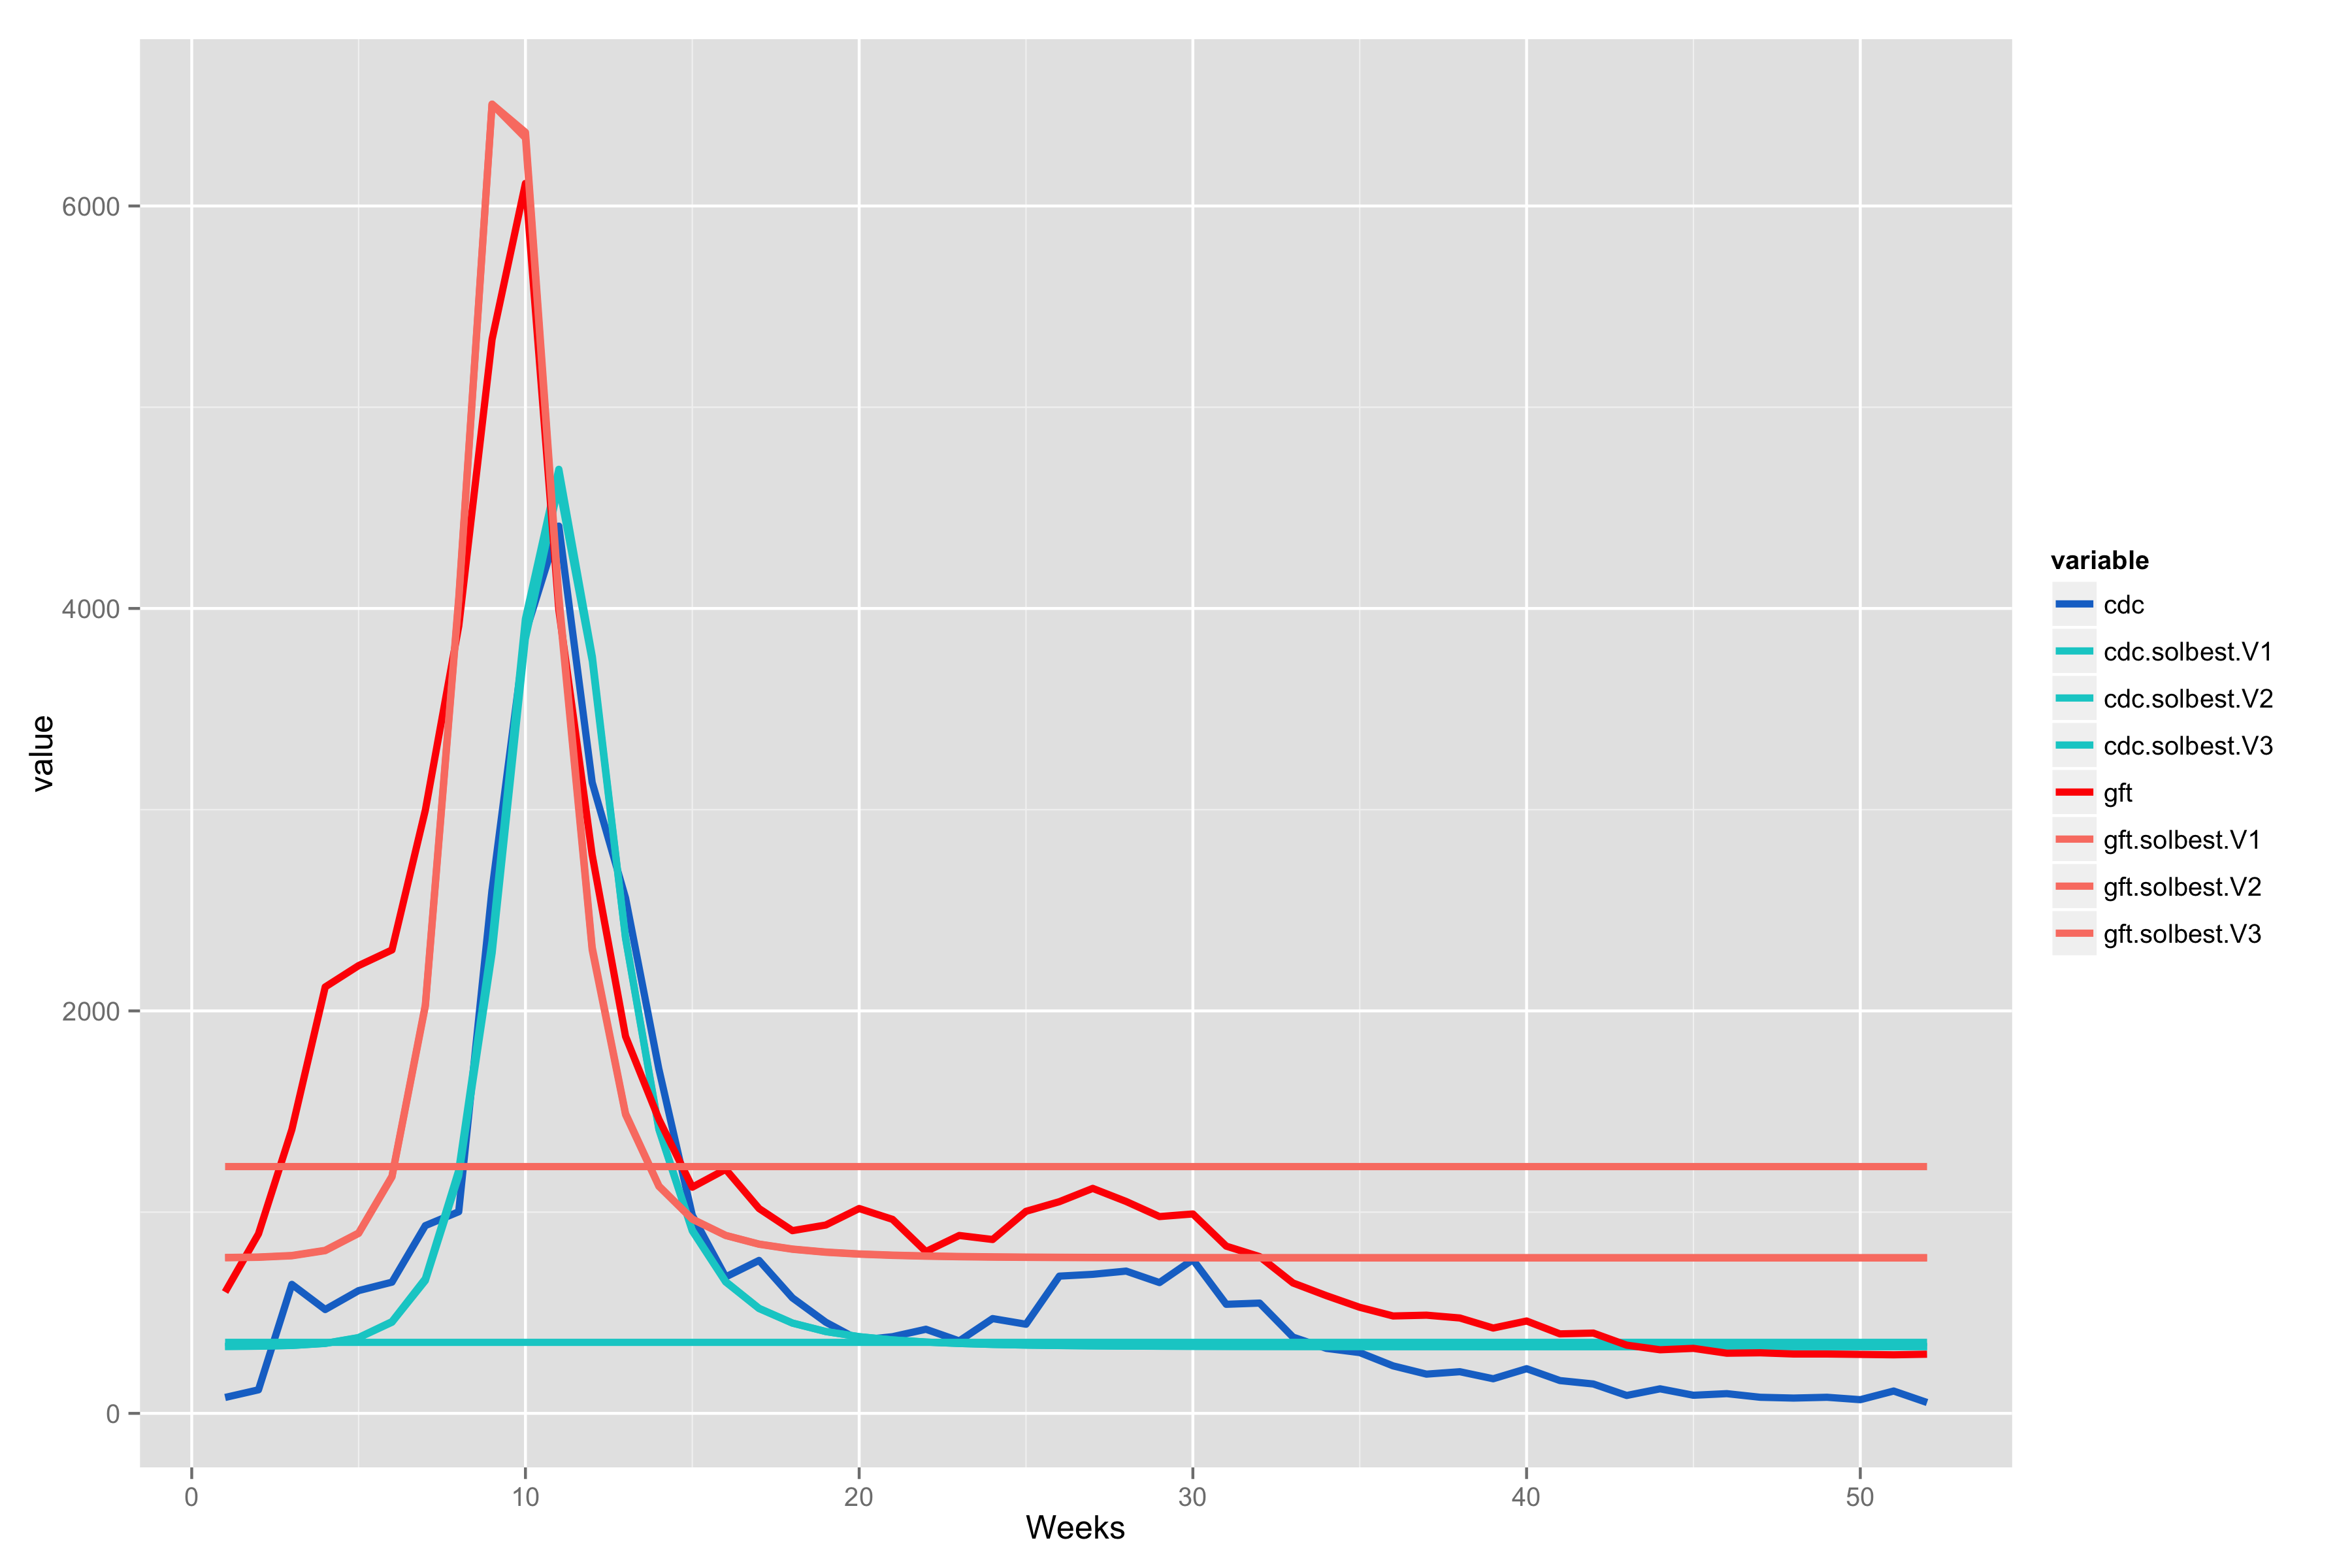 value
6000
4000
2000
0
0 10 20 30 40 50
Weeks
variable
cdc
cdc.solbest.V1
cdc.solbest.V2
cdc.solbest.V3
gft
gft.solbest.V1
gft.solbest.V2
gft.solbest.V3